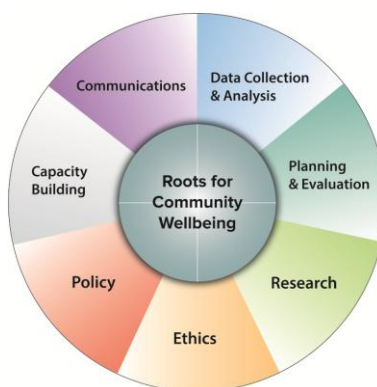 Communications
Data Collection
& Analysis
Planning
& Evaluation
Research
Ethics
Policy
Capacity
Building
Roots for
Community
Wellbeing